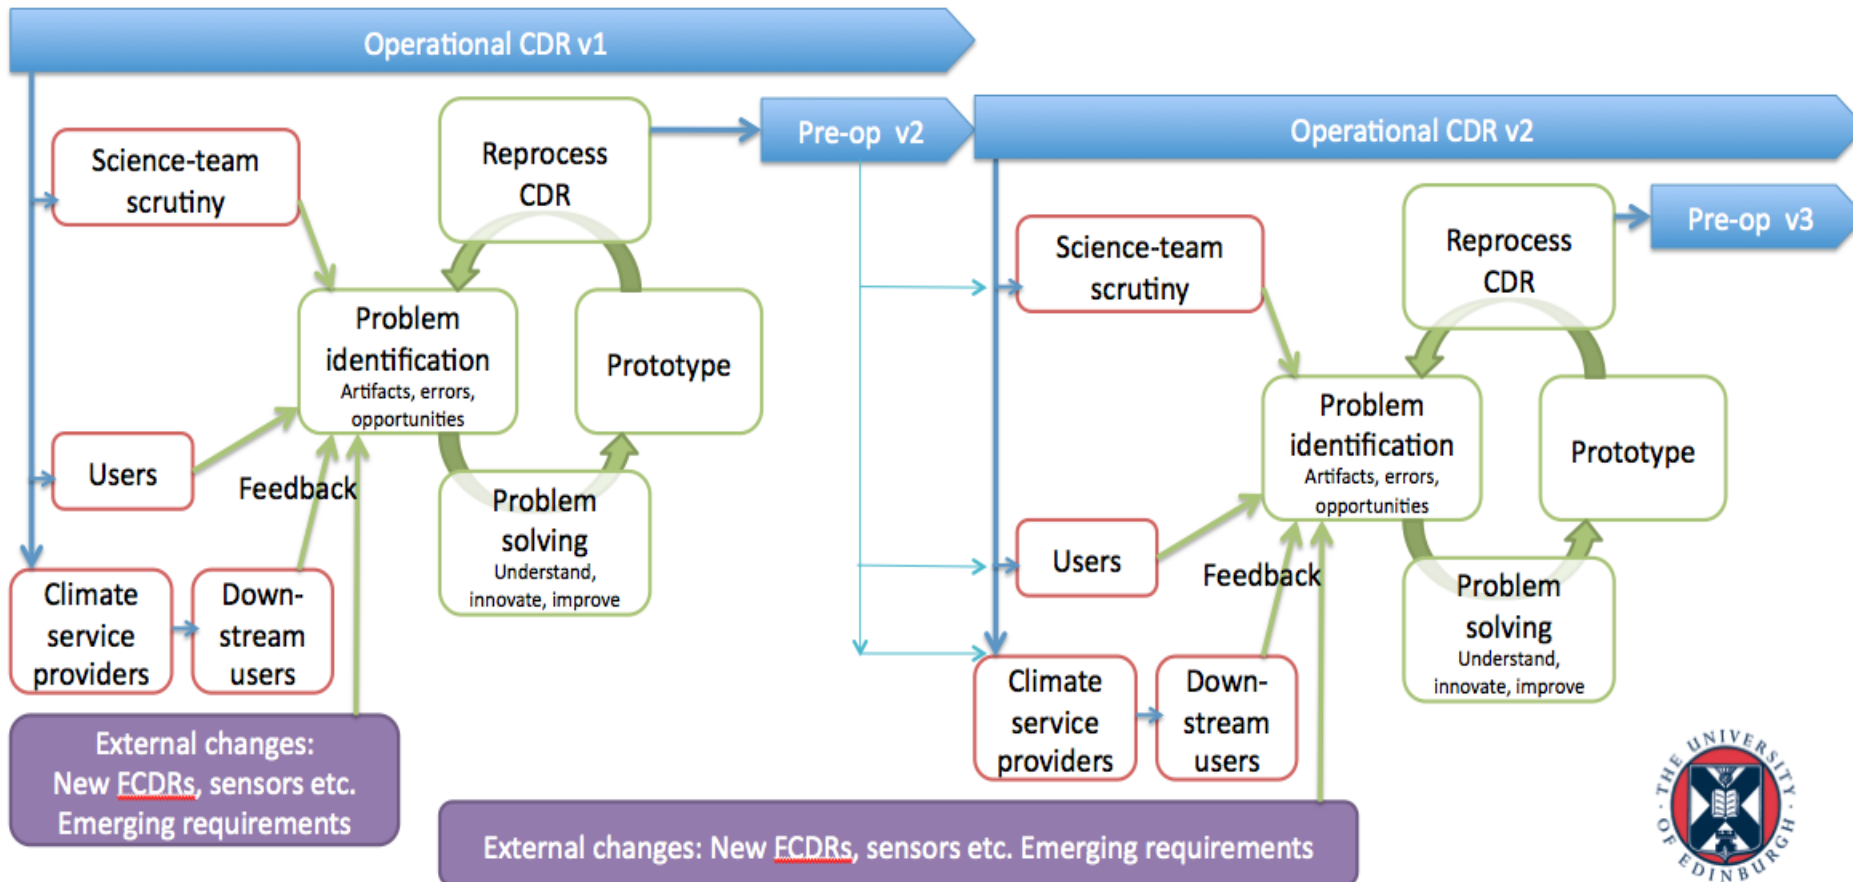 Operational CDR v1
Science-team
scrutiny
Reprocess
CDR
Pre-op v2
Problem
identification
Artifacts, errors,
opportunities
Prototype
Users
Feedback
Problem
solving
Understand,
innovate, improve
Climate
service
providers
Down-
stream
users
External changes:
New FCDRs, sensors etc.
Emerging requirements
Operational CDR v2
Science-team
scrutiny
Reprocess
CDR
Pre-op v3
Problem
identification
Artifacts, errors,
opportunities
Prototype
Users
Feedback
Problem
solving
Understand,
innovate, improve
Climate
service
providers
Down-
stream
users
External changes: New FCDRs, sensors etc. Emerging requirements
THE UNIVERSITY OF EDINBURGH